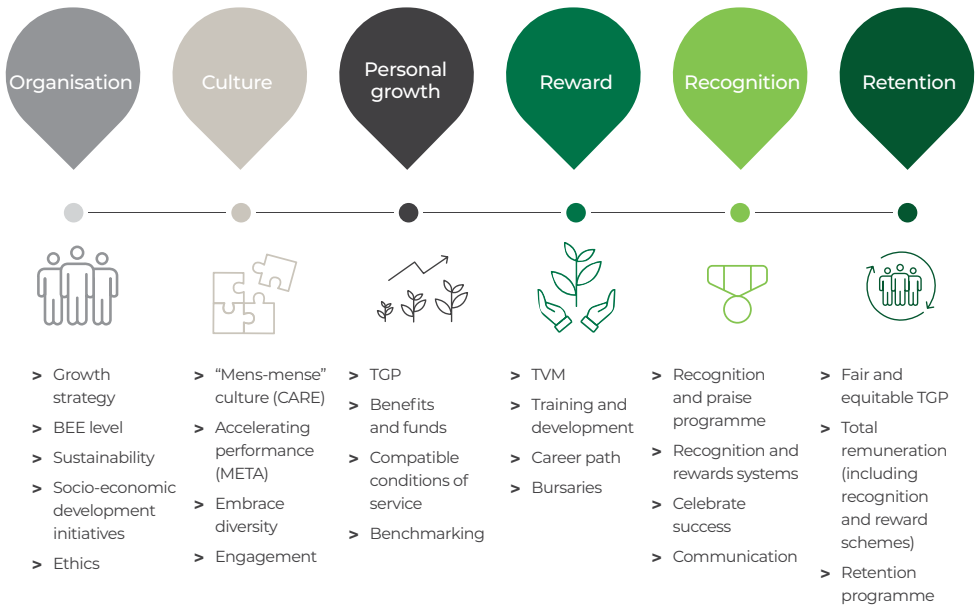 Organisation
Culture
Personal
growth
Reward
Recognition
Retention
> Growth
strategy
> BEE level
> Sustainability
> Socio-economic
development
initiatives
> Ethics
> “Mens-mense”
culture (CARE)
> Accelerating
performance
(META)
> Embrace
diversity
> Engagement
> TGP
> Benefits
and funds
> Compatible
conditions of
service
> Benchmarking
> TVM
> Training and
development
> Career path
> Bursaries
> Recognition
and praise
programme
> Recognition and
rewards systems
> Celebrate
success
> Communication
> Fair and
equitable TGP
> Total
remuneration
(including
recognition
and reward
schemes)
> Retention
programme